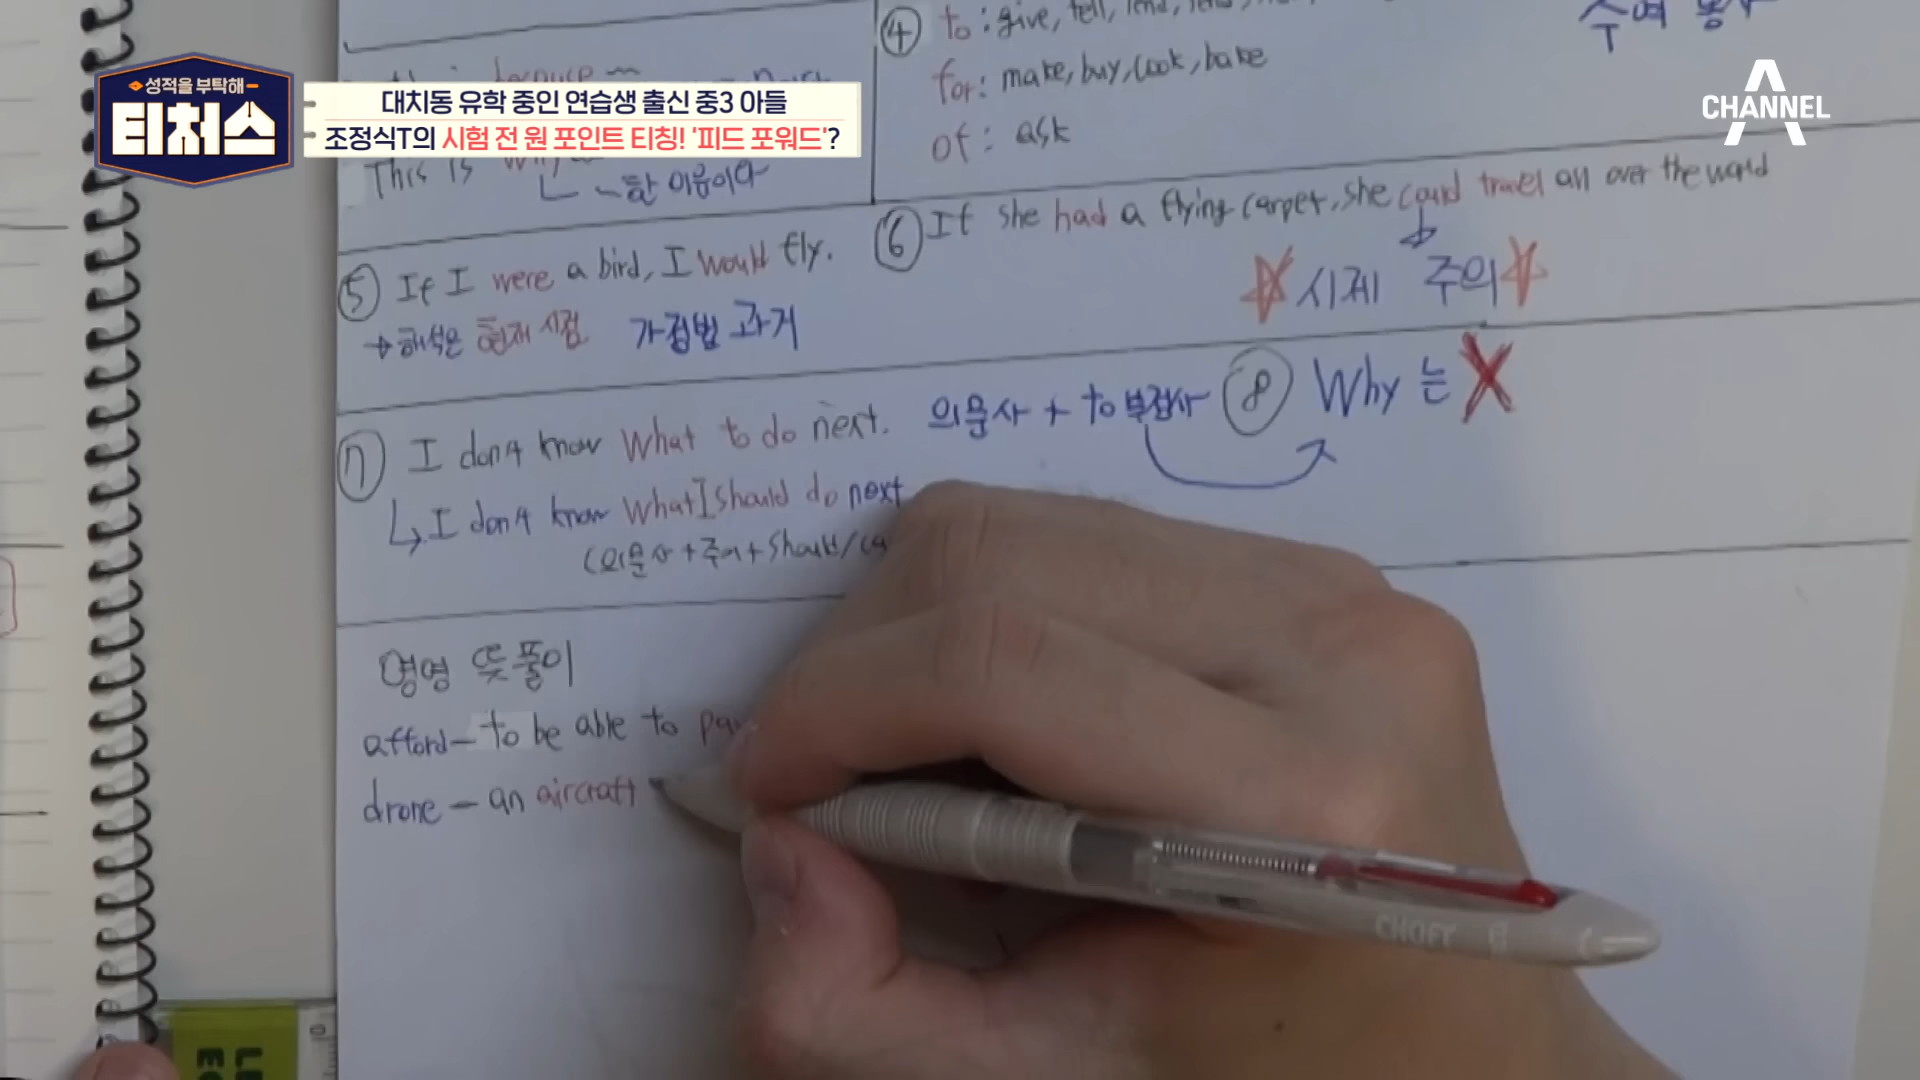 성적을 부탁해
티처스
대치동 유학 중인 연습생 출신 중3 아들
조정식T의 시험 전 원 포인트 티칭! '피드 포워드'?
CHANNEL A
because
This is why
~한 이유이다
④ to : give, tell, lend,
for : make, buy, cook, bake
of : ask
수여
⑤ If I were a bird, I would fly.
→ 해석은 현재 시점 가정법 과거
⑥ If she had a flying carpet, she could travel all over the world
☆ 시제 주의 ☆
⑦ I don't know what to do next. 의문사 + to 부정사
↳ I don't know what I should do next
(의문사 + 주어 + should/ca
⑧ Why 는 X
영영 뜻풀이
afford – to be able to pay
drone – an aircraft